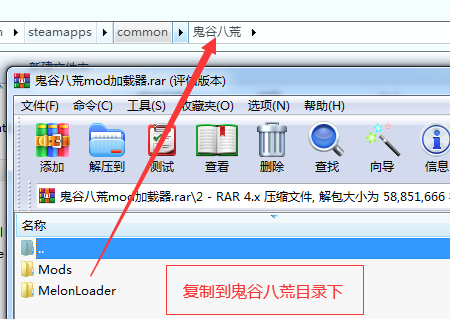 steamapps ▸ common ▸ 鬼谷八荒 ▸
新建文件夹
鬼谷八荒mod加载器.rar (评估版本)
文件(F) 命令(C) 工具(S) 收藏夹(O) 选项(N) 帮助(H)
添加 解压到 测试 查看 删除 查找 向导 信息
鬼谷八荒mod加载器.rar\2 - RAR 4.x 压缩文件, 解包大小为 58,851,666
名称
..
Mods
MelonLoader
复制到鬼谷八荒目录下